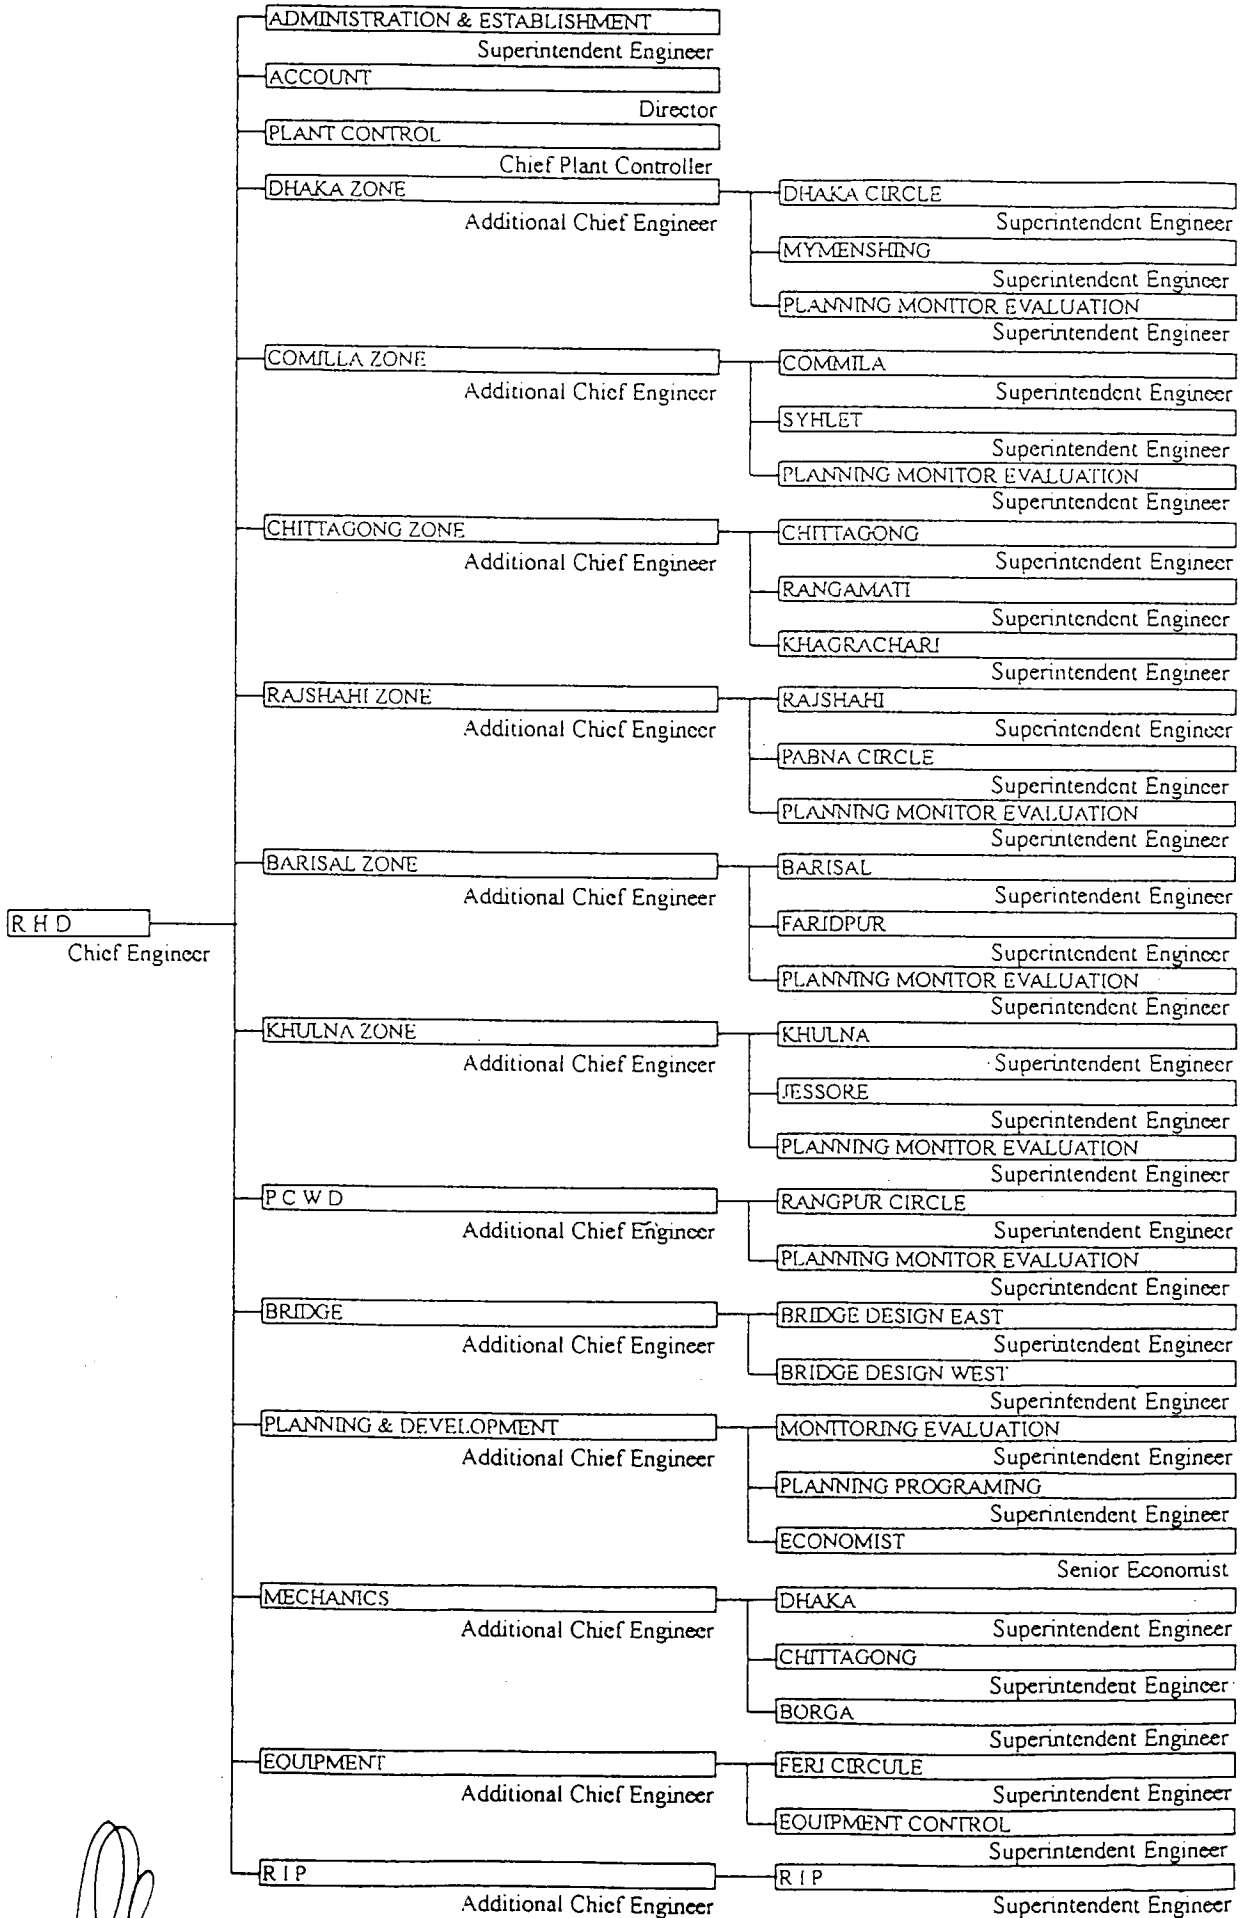 ADMINISTRATION & ESTABLISHMENT
Superintendent Engineer
ACCOUNT
Director
PLANT CONTROL
Chief Plant Controller
DHAKA ZONE
Additional Chief Engineer
DHAKA CIRCLE
Superintendent Engineer
MYMENSHING
Superintendent Engineer
PLANNING MONITOR EVALUATION
Superintendent Engineer
COMILLA ZONE
Additional Chief Engineer
COMMILA
Superintendent Engineer
SYHLET
Superintendent Engineer
PLANNING MONITOR EVALUATION
Superintendent Engineer
CHITTAGONG ZONE
Additional Chief Engineer
CHITTAGONG
Superintendent Engineer
RANGAMATI
Superintendent Engineer
KHAGRACHARI
Superintendent Engineer
RAJSHAHI ZONE
Additional Chief Engineer
RAJSHAHI
Superintendent Engineer
PABNA CIRCLE
Superintendent Engineer
PLANNING MONITOR EVALUATION
Superintendent Engineer
BARISAL ZONE
Additional Chief Engineer
BARISAL
Superintendent Engineer
FARIDPUR
Superintendent Engineer
PLANNING MONITOR EVALUATION
Superintendent Engineer
R H D
Chief Engineer
KHULNA ZONE
Additional Chief Engineer
KHULNA
Superintendent Engineer
JESSORE
Superintendent Engineer
PLANNING MONITOR EVALUATION
Superintendent Engineer
P C W D
Additional Chief Engineer
RANGPUR CIRCLE
Superintendent Engineer
PLANNING MONITOR EVALUATION
Superintendent Engineer
BRIDGE
Additional Chief Engineer
BRIDGE DESIGN EAST
Superintendent Engineer
BRIDGE DESIGN WEST
Superintendent Engineer
PLANNING & DEVELOPMENT
Additional Chief Engineer
MONITORING EVALUATION
Superintendent Engineer
PLANNING PROGRAMING
Superintendent Engineer
ECONOMIST
Senior Economist
MECHANICS
Additional Chief Engineer
DHAKA
Superintendent Engineer
CHITTAGONG
Superintendent Engineer
BORGA
Superintendent Engineer
EQUIPMENT
Additional Chief Engineer
FERI CIRCULE
Superintendent Engineer
EQUIPMENT CONTROL
Superintendent Engineer
R I P
Additional Chief Engineer
R I P
Superintendent Engineer